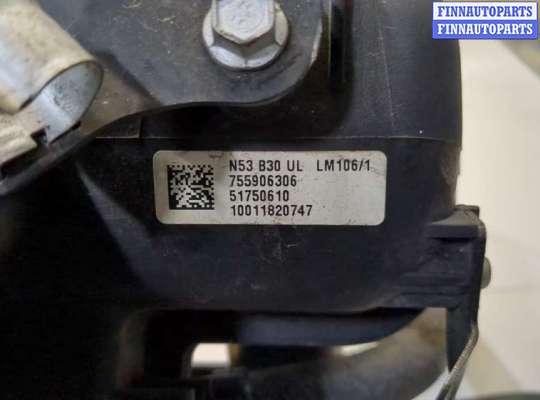 FINNAUTOPARTS
FINNAUTOPARTS
N53 B30 UL LM106/1
755906306
51750610
10011820747